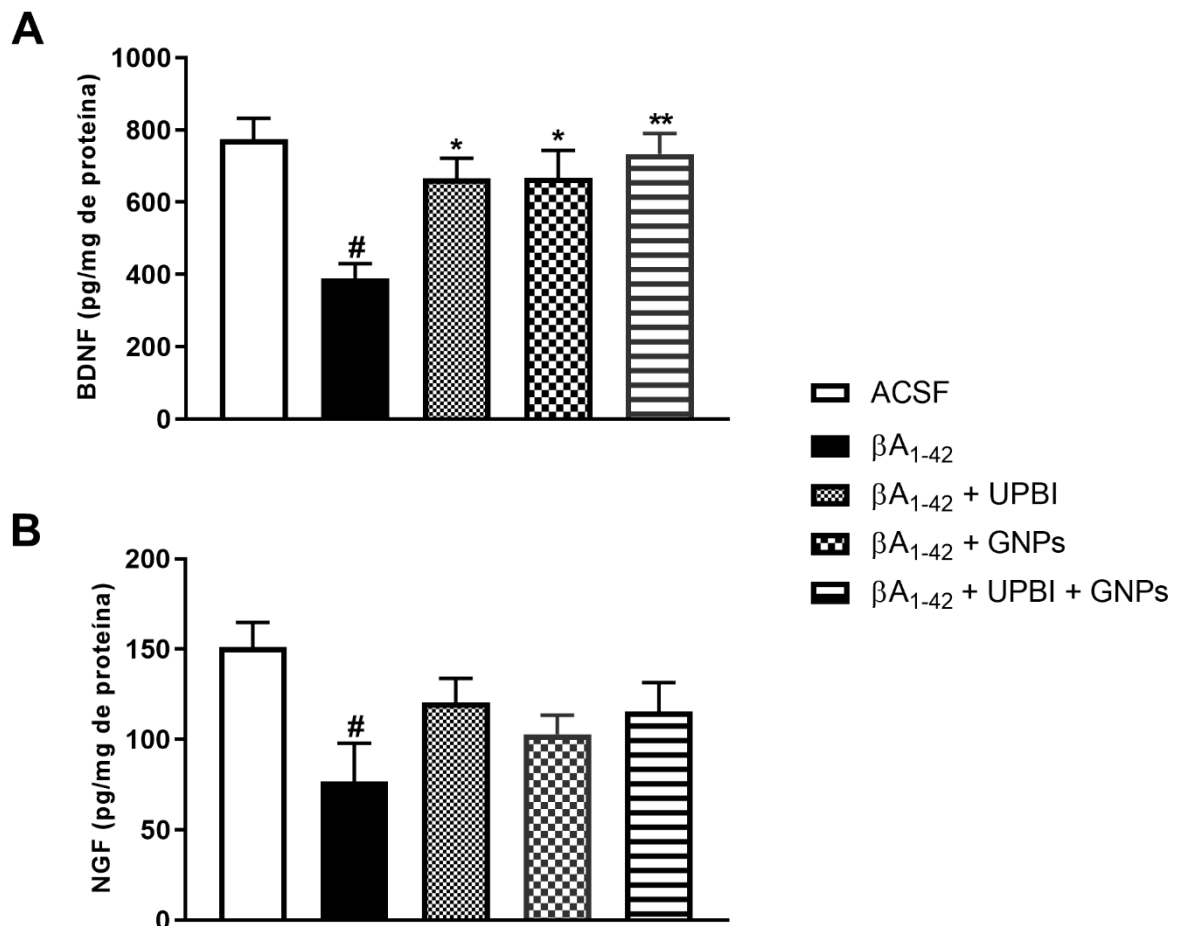 A
BDNF (pg/mg de proteína)
1000
800
600
400
200
0
#
*
*
**
ACSF
βA₁₋₄₂
βA₁₋₄₂ + UPBI
βA₁₋₄₂ + GNPs
βA₁₋₄₂ + UPBI + GNPs
B
NGF (pg/mg de proteína)
200
150
100
50
0
#